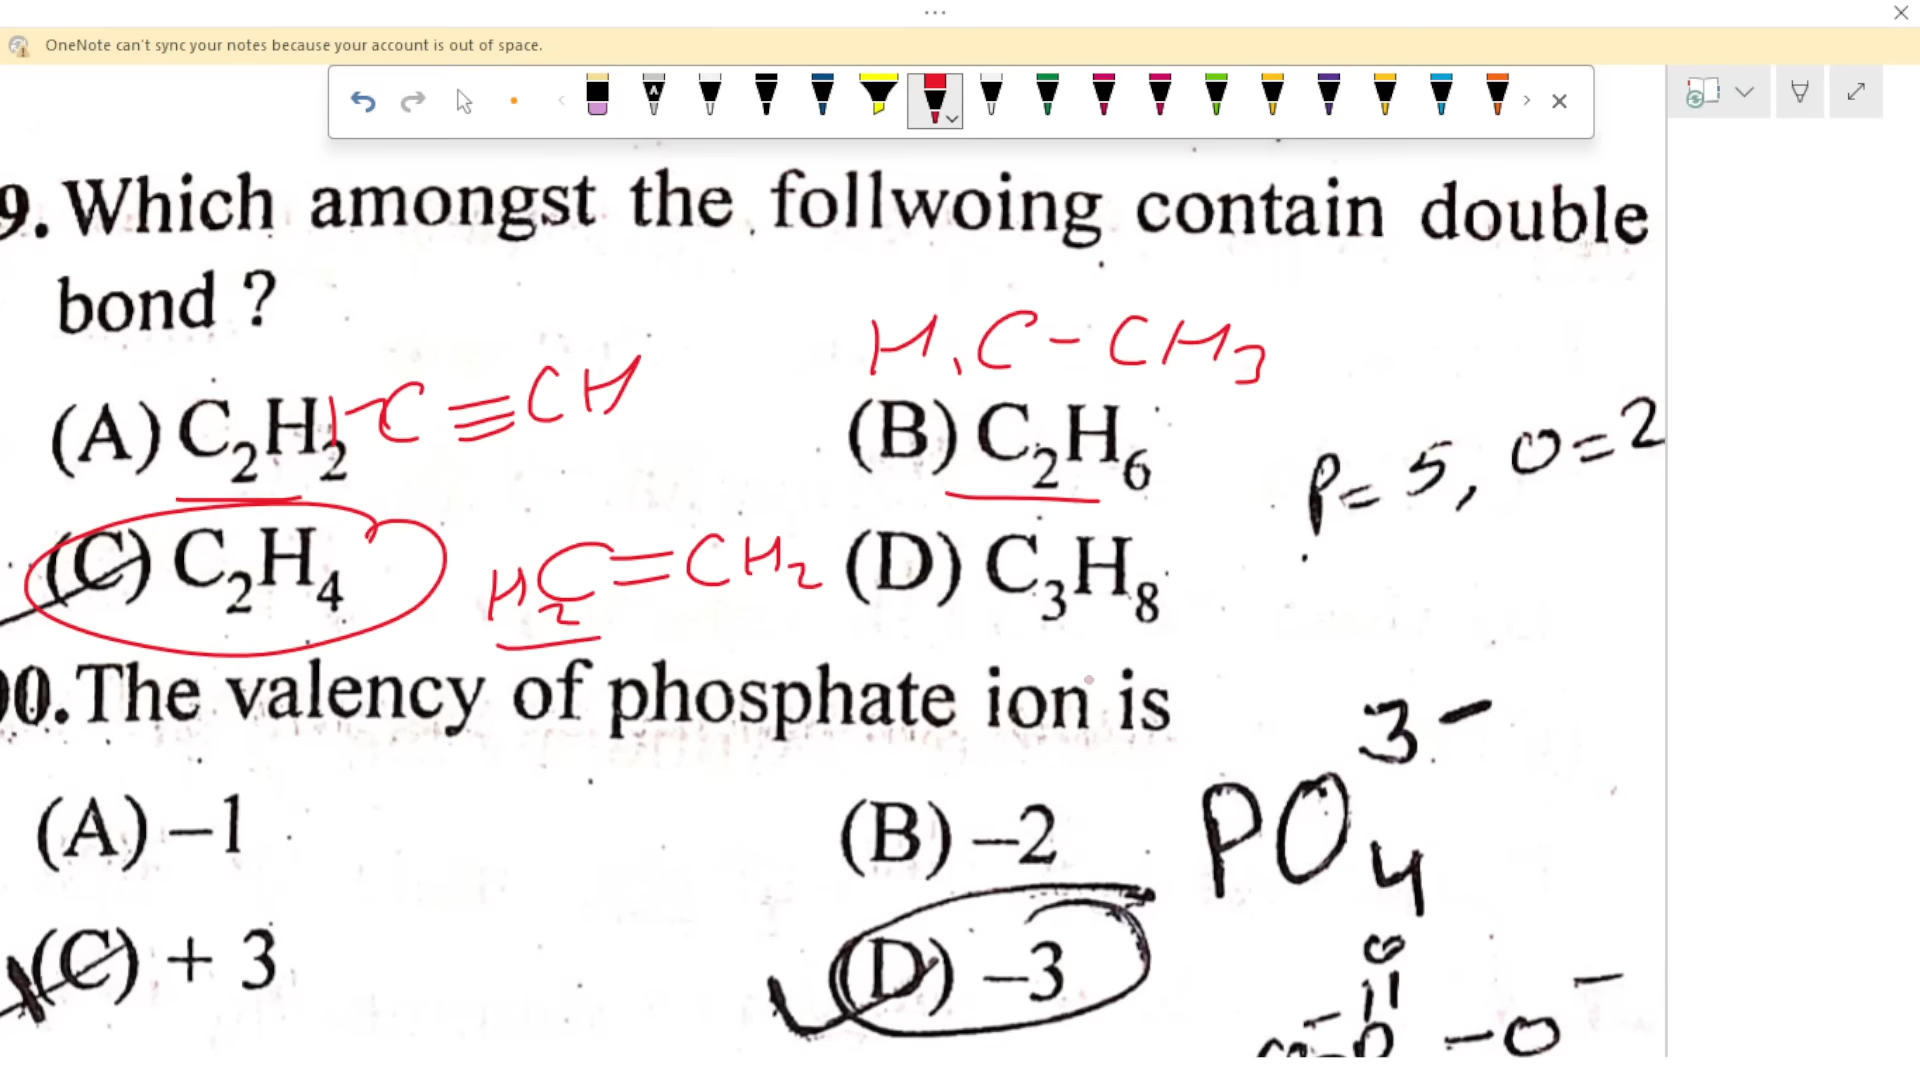 OneNote can't sync your notes because your account is out of space.
9. Which amongst the follwoing contain double
bond ?
H, C - CH3
(A) C2H2 H-C ≡ CH (B) C2H6
P = 5, O = 2
(C) C2H4 H2C = CH2 (D) C3H8
00. The valency of phosphate ion is
PO4 3-
(A) –1 (B) –2
(C) + 3 (D) –3
O
- P - O -